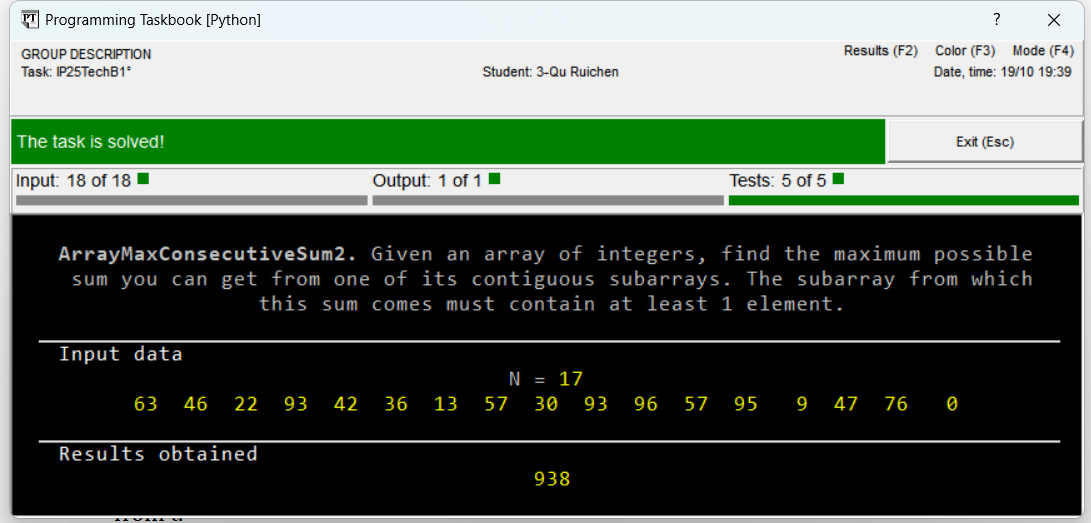 PT Programming Taskbook [Python] ? ×
GROUP DESCRIPTION Results (F2) Color (F3) Mode (F4)
Task: IP25TechB1° Student: 3-Qu Ruichen Date, time: 19/10 19:39
The task is solved! Exit (Esc)
Input: 18 of 18 Output: 1 of 1 Tests: 5 of 5
ArrayMaxConsecutiveSum2. Given an array of integers, find the maximum possible
sum you can get from one of its contiguous subarrays. The subarray from which
this sum comes must contain at least 1 element.
Input data
N = 17
63 46 22 93 42 36 13 57 30 93 96 57 95 9 47 76 0
Results obtained
938